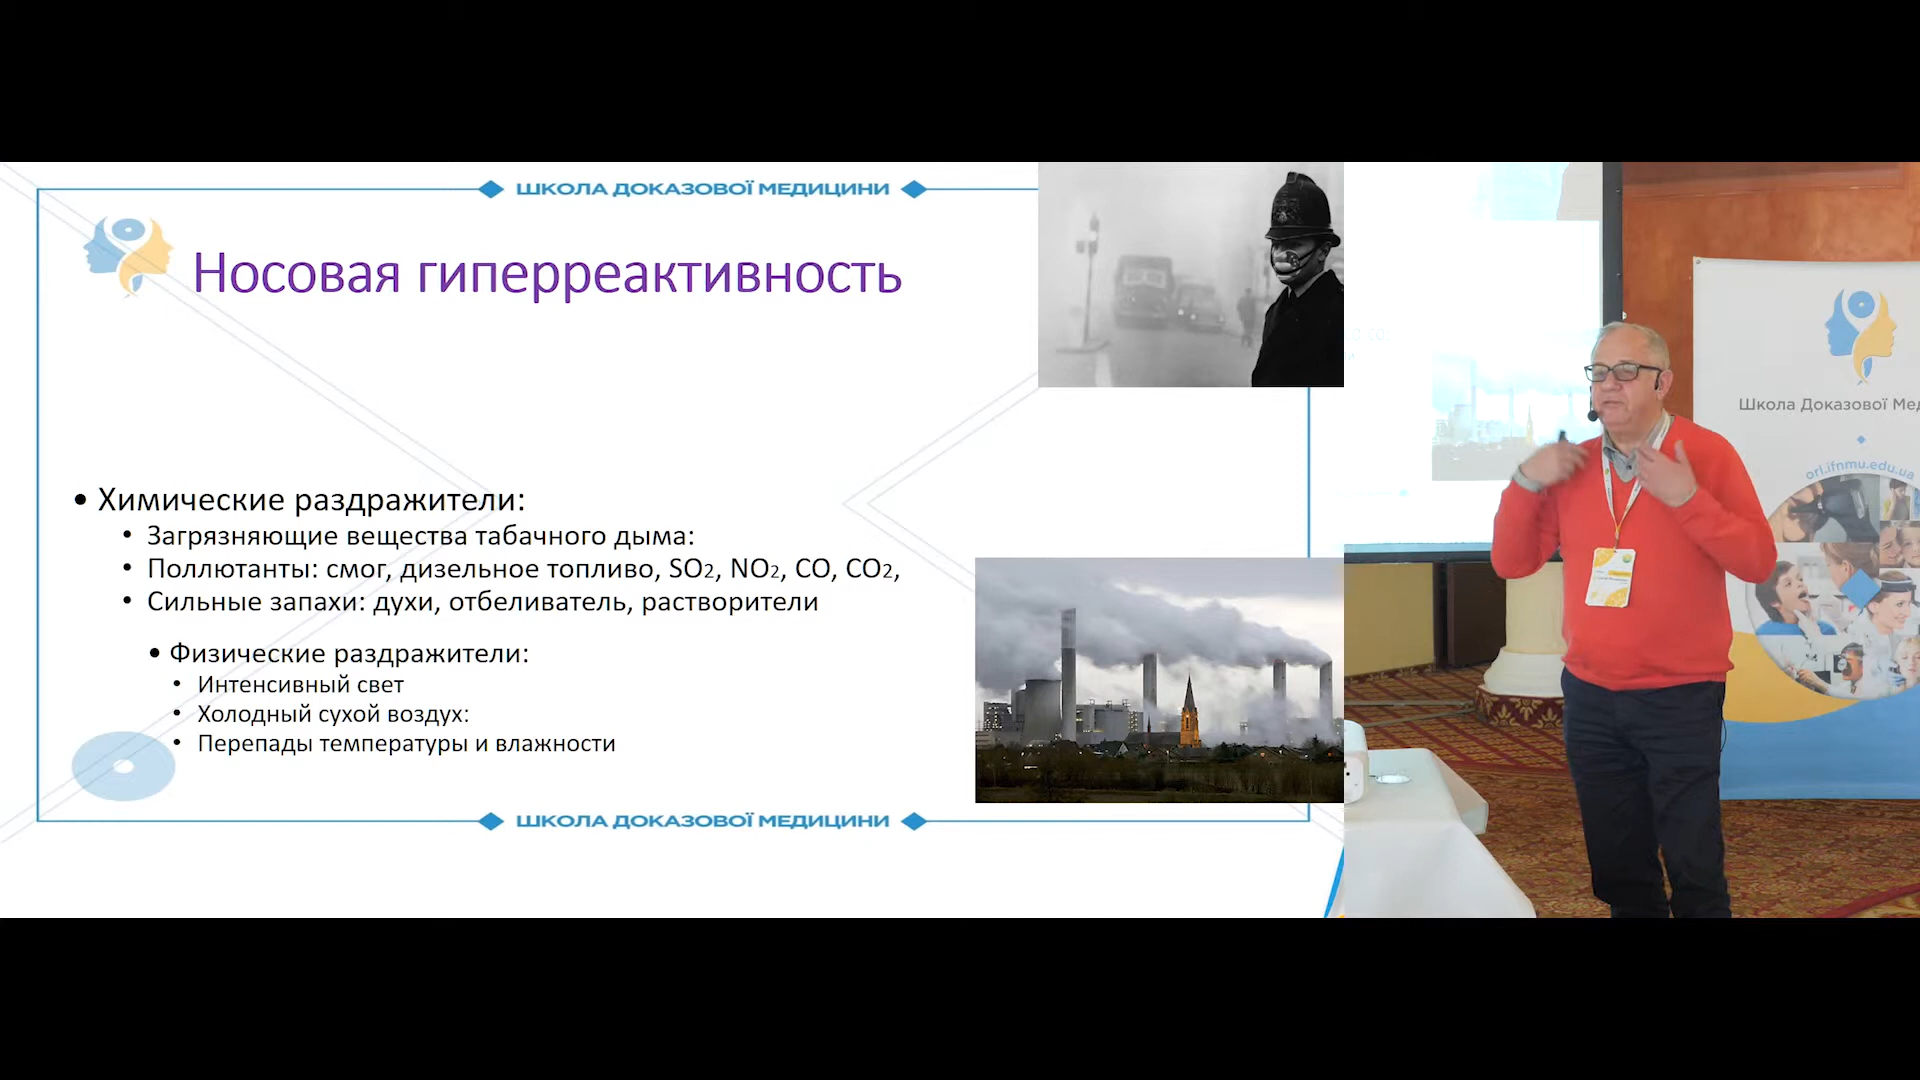 ШКОЛА ДОКАЗОВОЇ МЕДИЦИНИ
Носовая гиперреактивность
• Химические раздражители:
• Загрязняющие вещества табачного дыма:
• Поллютанты: смог, дизельное топливо, SO2, NO2, CO, CO2,
• Сильные запахи: духи, отбеливатель, растворители
• Физические раздражители:
• Интенсивный свет
• Холодный сухой воздух:
• Перепады температуры и влажности
ШКОЛА ДОКАЗОВОЇ МЕДИЦИНИ
Школа Доказової
orl.ifnmu.edu.ua